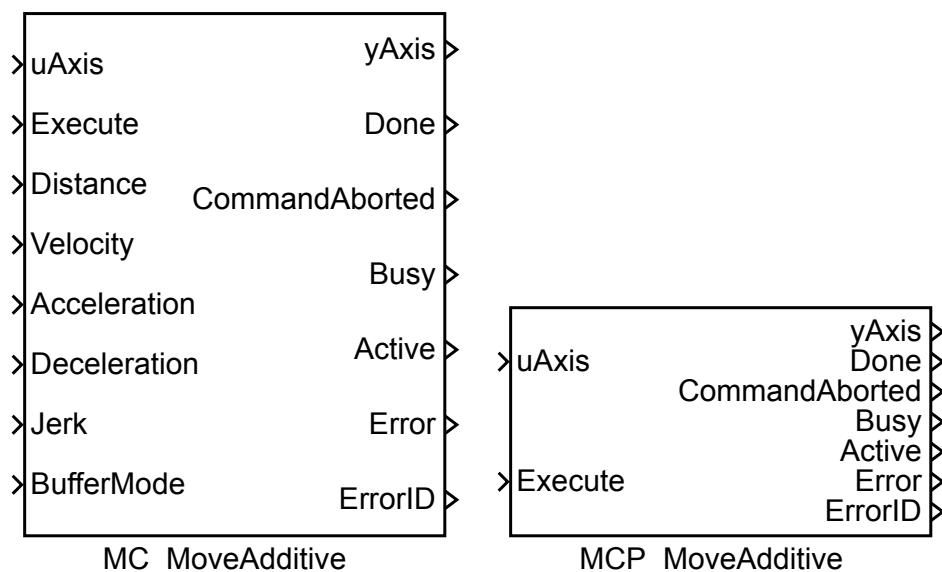 uAxis
Execute
Distance
Velocity
Acceleration
Deceleration
Jerk
BufferMode
yAxis
Done
CommandAborted
Busy
Active
Error
ErrorID
MC_MoveAdditive
uAxis
Execute
yAxis
Done
CommandAborted
Busy
Active
Error
ErrorID
MCP_MoveAdditive